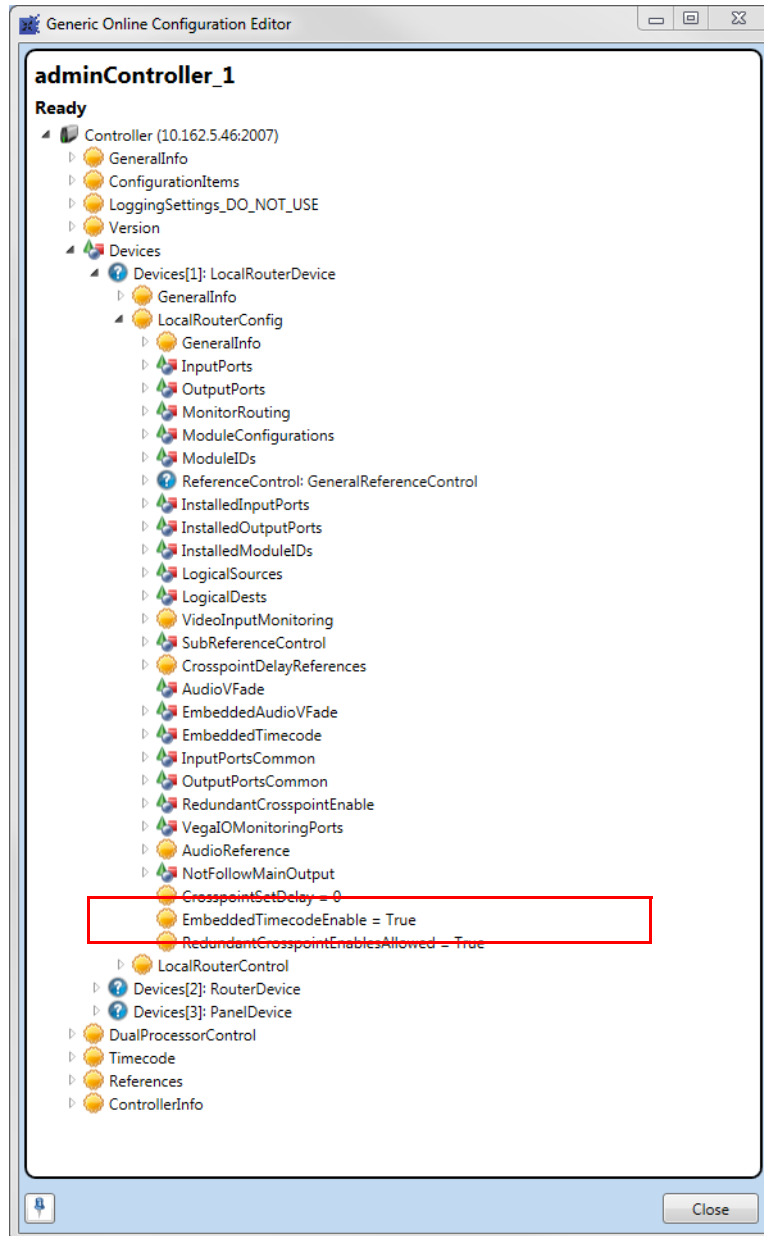 Generic Online Configuration Editor
adminController_1
Ready
Controller (10.162.5.46:2007)
GeneralInfo
ConfigurationItems
LoggingSettings_DO_NOT_USE
Version
Devices
Devices[1]: LocalRouterDevice
GeneralInfo
LocalRouterConfig
GeneralInfo
InputPorts
OutputPorts
MonitorRouting
ModuleConfigurations
ModuleIDs
ReferenceControl: GeneralReferenceControl
InstalledInputPorts
InstalledOutputPorts
InstalledModuleIDs
LogicalSources
LogicalDests
VideoInputMonitoring
SubReferenceControl
CrosspointDelayReferences
AudioVFade
EmbeddedAudioVFade
EmbeddedTimecode
InputPortsCommon
OutputPortsCommon
RedundantCrosspointEnable
VegaIOMonitoringPorts
AudioReference
NotFollowMainOutput
CrosspointSetDelay = 0
EmbeddedTimecodeEnable = True
RedundantCrosspointEnablesAllowed = True
LocalRouterControl
Devices[2]: RouterDevice
Devices[3]: PanelDevice
DualProcessorControl
Timecode
References
ControllerInfo
Close